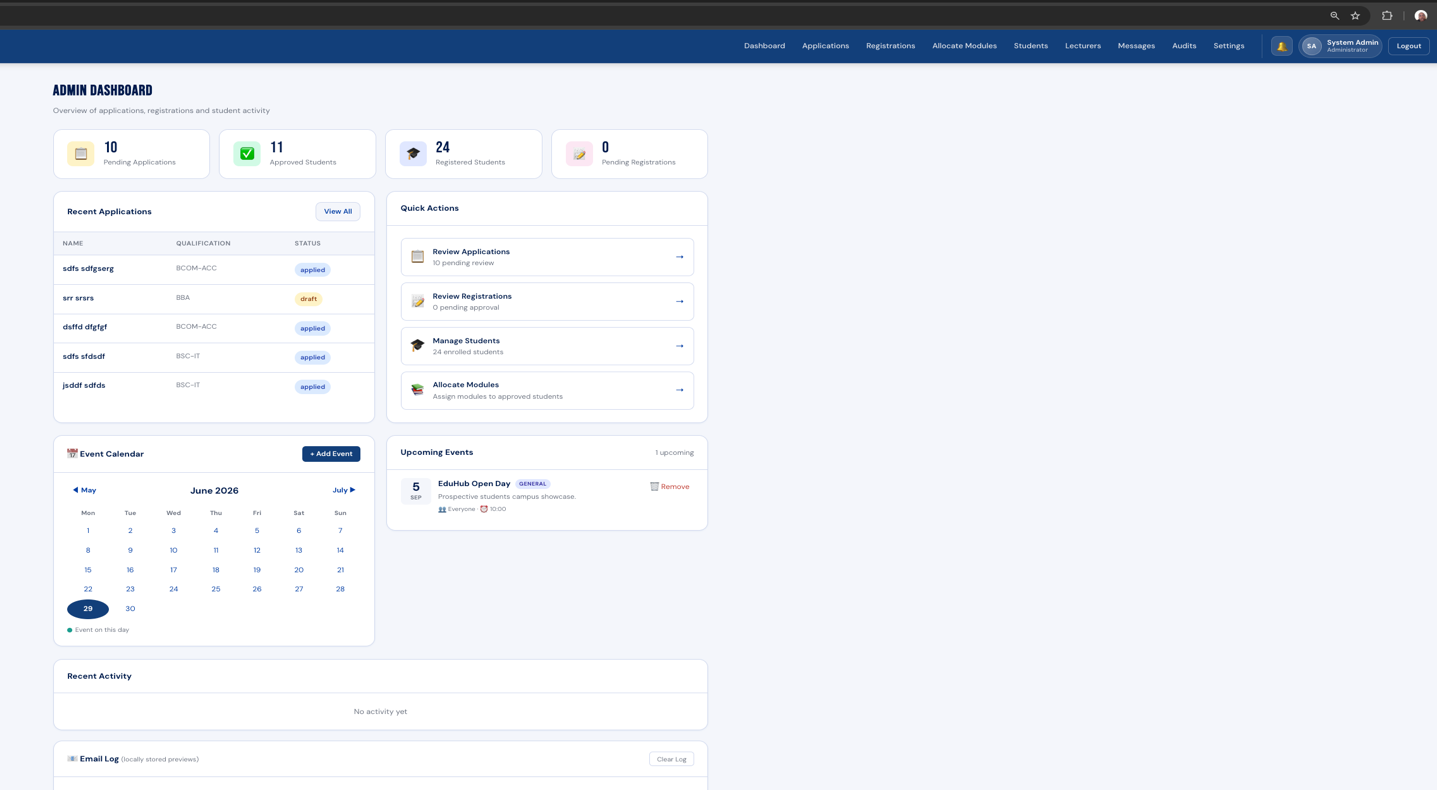 Dashboard Applications Registrations Allocate Modules Students Lecturers Messages Audits Settings SA System Admin Logout
Administrator
ADMIN DASHBOARD
Overview of applications, registrations and student activity
10
Pending Applications
11
Approved Students
24
Registered Students
0
Pending Registrations
Recent Applications View All
NAME QUALIFICATION STATUS
sdfs sdfgserg BCOM-ACC applied
srr srsrs BBA draft
dsffd dfgfgf BCOM-ACC applied
sdfs sfdsdf BSC-IT applied
jsddf sdfds BSC-IT applied
Quick Actions
Review Applications
10 pending review
→
Review Registrations
0 pending approval
→
Manage Students
24 enrolled students
→
Allocate Modules
Assign modules to approved students
→
Event Calendar + Add Event
◀ May June 2026 July ▶
Mon Tue Wed Thu Fri Sat Sun
1 2 3 4 5 6 7
8 9 10 11 12 13 14
15 16 17 18 19 20 21
22 23 24 25 26 27 28
29 30
Event on this day
Upcoming Events 1 upcoming
5
SEP
EduHub Open Day GENERAL
Prospective students campus showcase.
Everyone · 10:00
Remove
Recent Activity
No activity yet
Email Log (locally stored previews) Clear Log